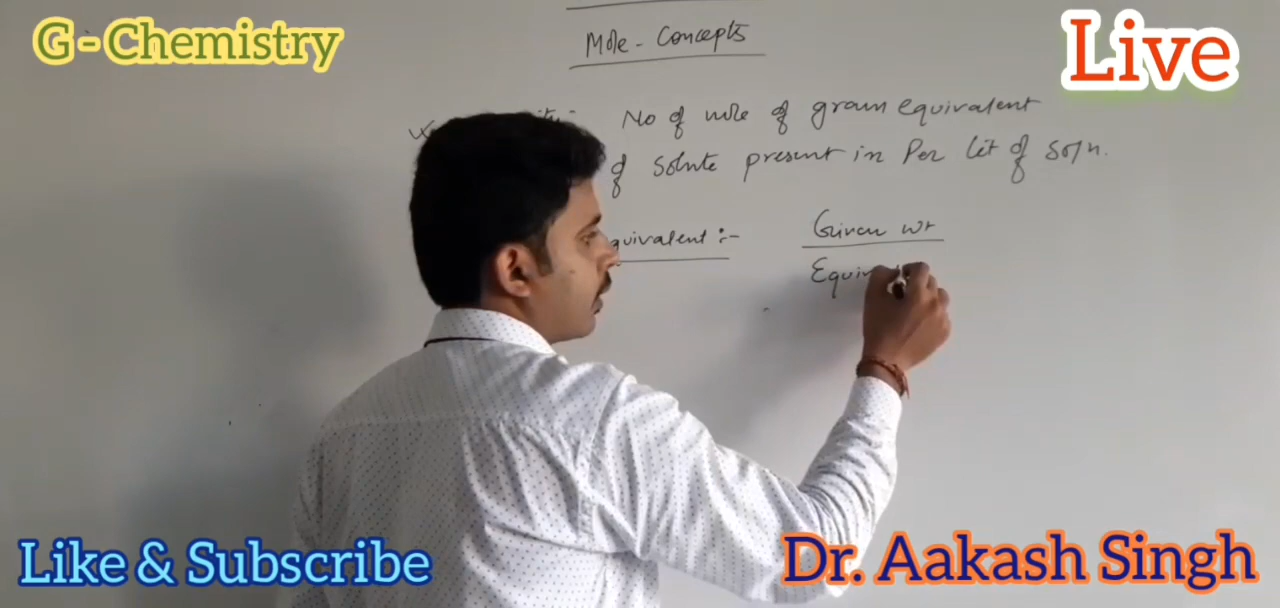 G - Chemistry
Live
Mole - Concepts
No of mole of gram equivalent
of Solute present in Per Lit of Soln.
quivalent :-
Given wt
Like & Subscribe
Dr. Aakash Singh